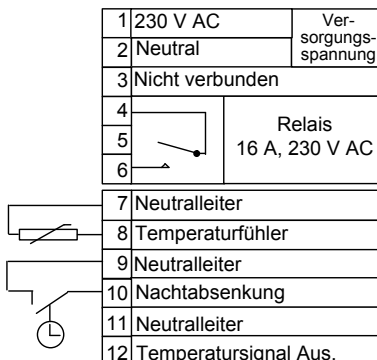 1 230 V AC
Ver-
sorgungs-
spannung
2 Neutral
3 Nicht verbunden
4
5
6
Relais
16 A, 230 V AC
7 Neutralleiter
8 Temperaturfühler
9 Neutralleiter
10 Nachtabsenkung
11 Neutralleiter
12 Temperatursignal Aus.